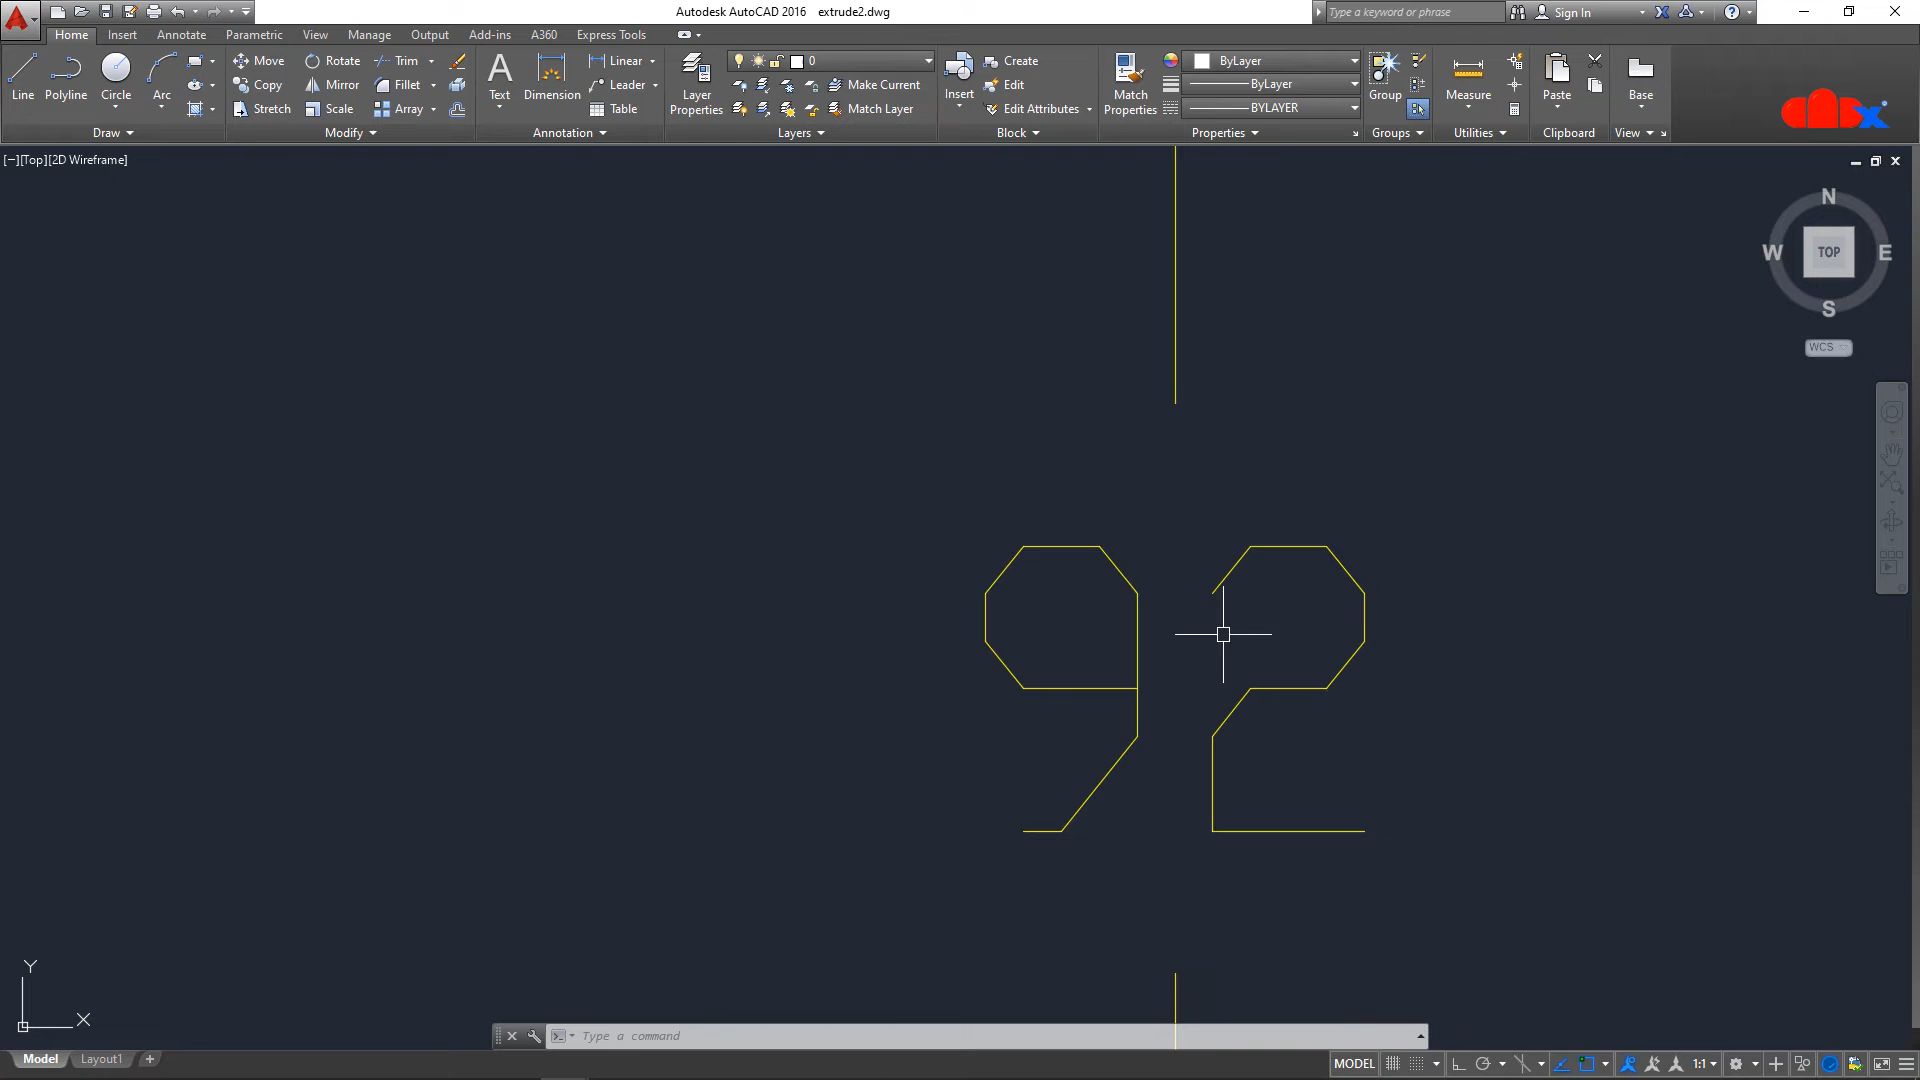 Autodesk AutoCAD 2016 extrude2.dwg
Type a keyword or phrase
Sign In
Home Insert Annotate Parametric View Manage Output Add-ins A360 Express Tools
Line Polyline Circle Arc
Draw
Move Rotate Trim
Copy Mirror Fillet
Stretch Scale Array
Modify
Text Dimension
Linear
Leader
Table
Annotation
Layer Properties
0
Make Current
Match Layer
Layers
Insert
Create
Edit
Edit Attributes
Block
Match Properties
ByLayer
ByLayer
BYLAYER
Properties
Group
Groups
Measure
Utilities
Paste
Clipboard
Base
View
[−][Top][2D Wireframe]
N
W TOP E
S
WCS
92
Y
X
Type a command
Model Layout1 +
MODEL 1:1